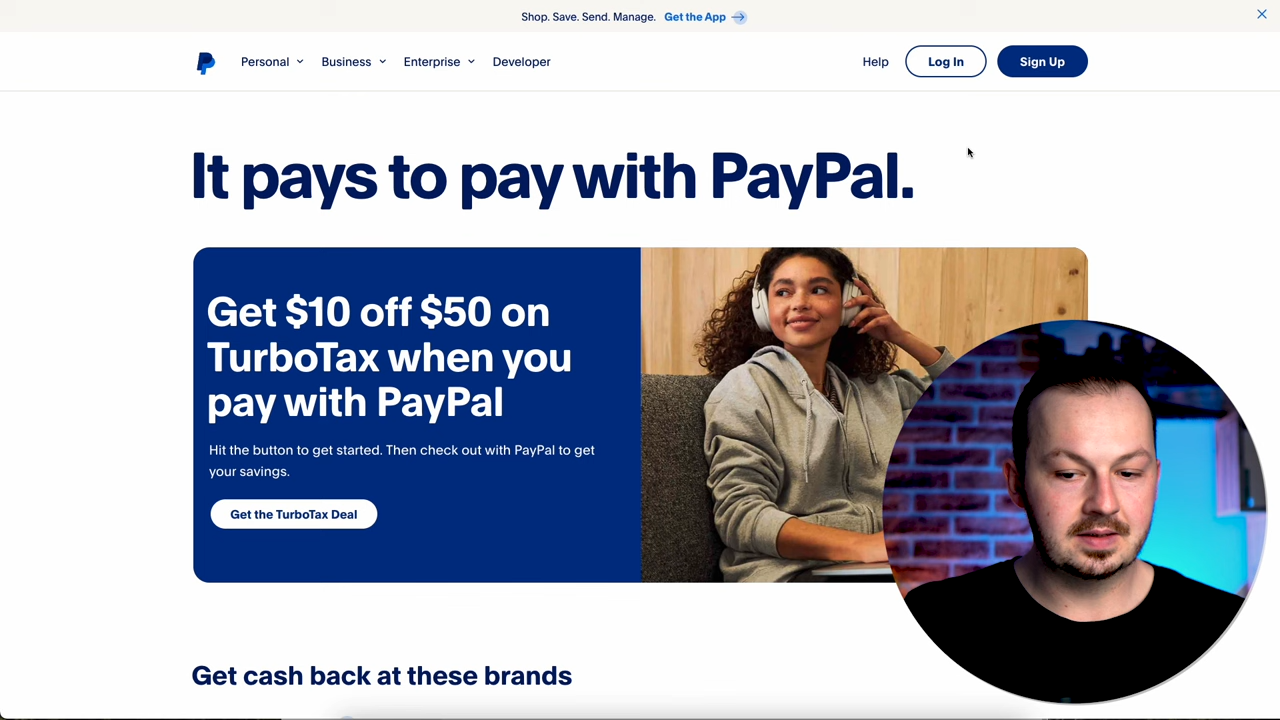 Shop. Save. Send. Manage. Get the App
Personal Business Enterprise Developer Help Log In Sign Up
It pays to pay with PayPal.
Get $10 off $50 on
TurboTax when you
pay with PayPal
Hit the button to get started. Then check out with PayPal to get
your savings.
Get the TurboTax Deal
Get cash back at these brands